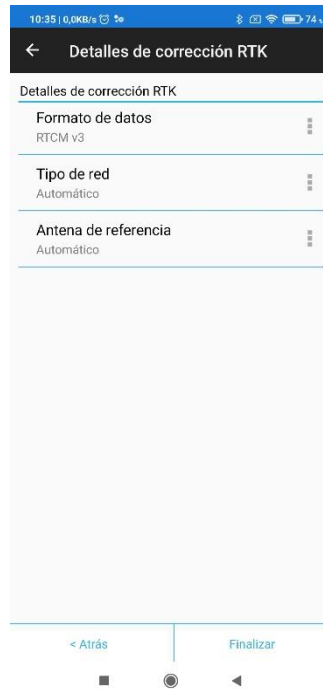 10:35 | 0,0KB/s
74
Detalles de corrección RTK
Detalles de corrección RTK
Formato de datos
RTCM v3
Tipo de red
Automático
Antena de referencia
Automático
< Atrás
Finalizar